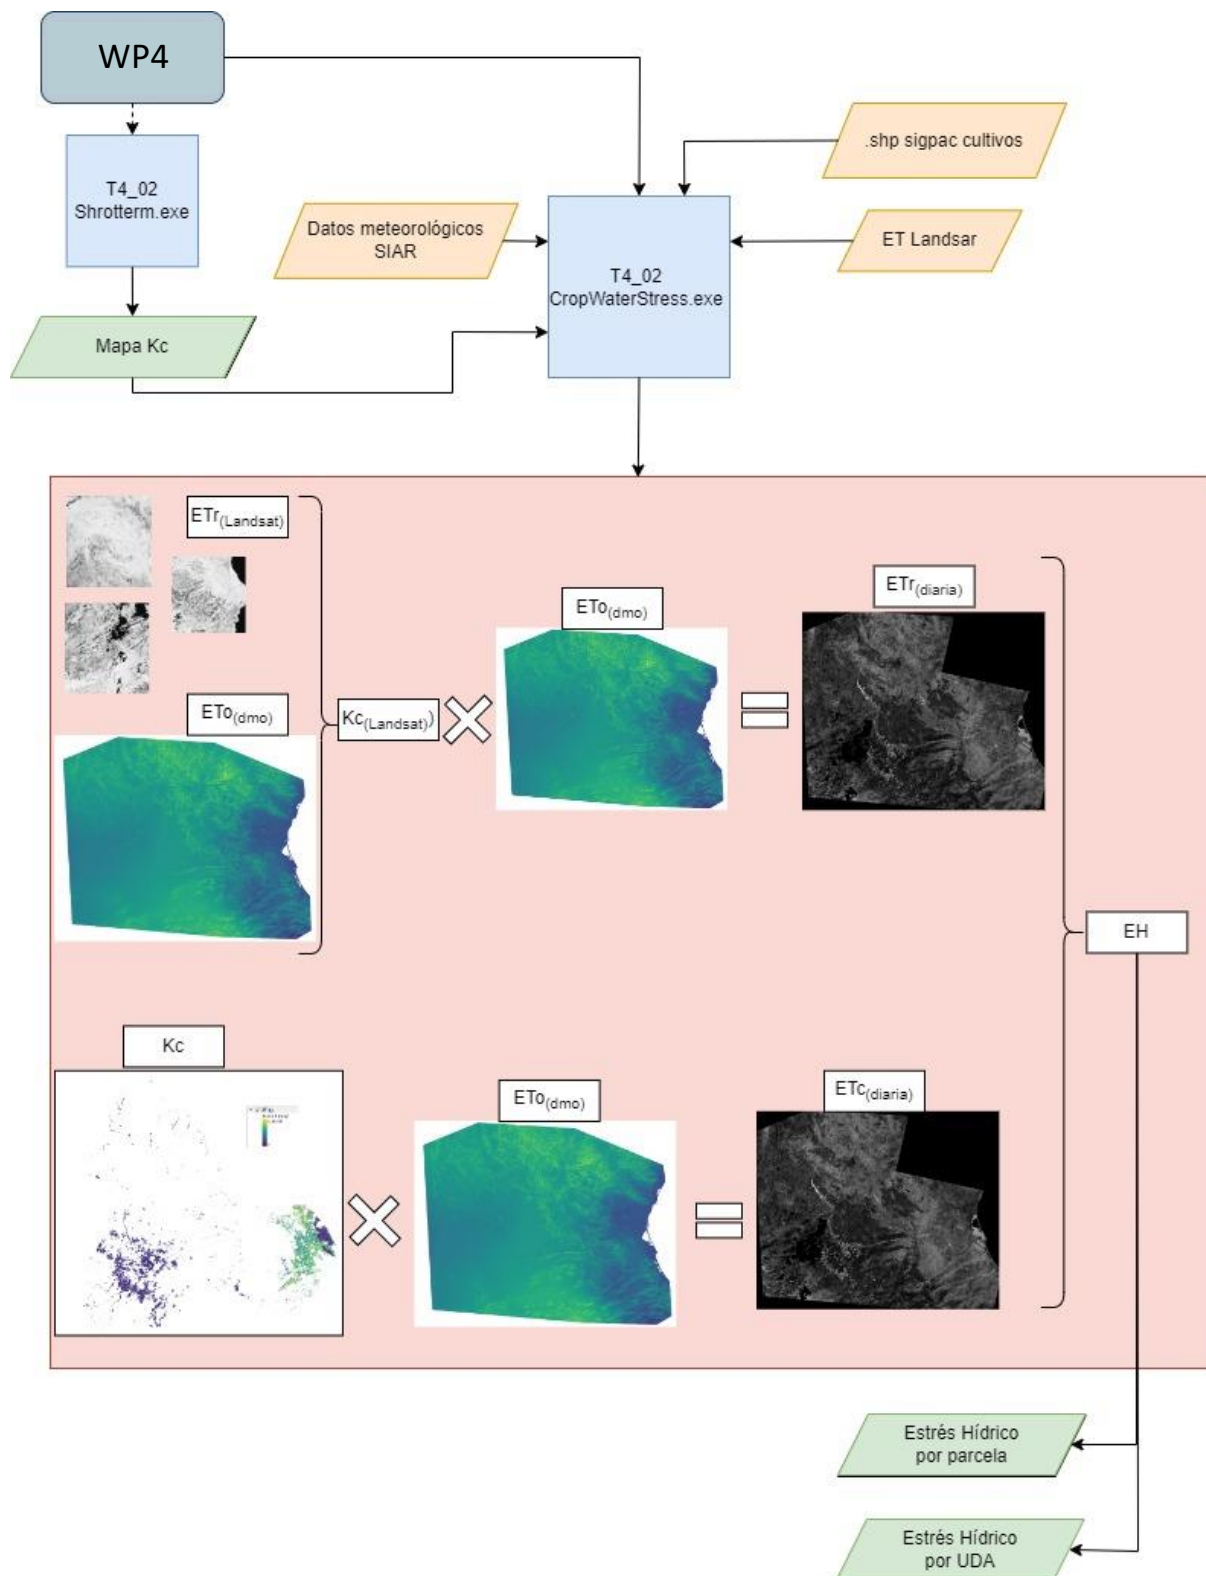 WP4
T4_02
Shrotterm.exe
.shp sigpac cultivos
Datos meteorológicos
SIAR
ET Landsar
T4_02
CropWaterStress.exe
Mapa Kc
ETr(Landsat)
ETo(dmo)
Kc(Landsat))
ETo(dmo)
ETr(diaria)
EH
Kc
ETo(dmo)
ETc(diaria)
Estrés Hídrico
por parcela
Estrés Hídrico
por UDA